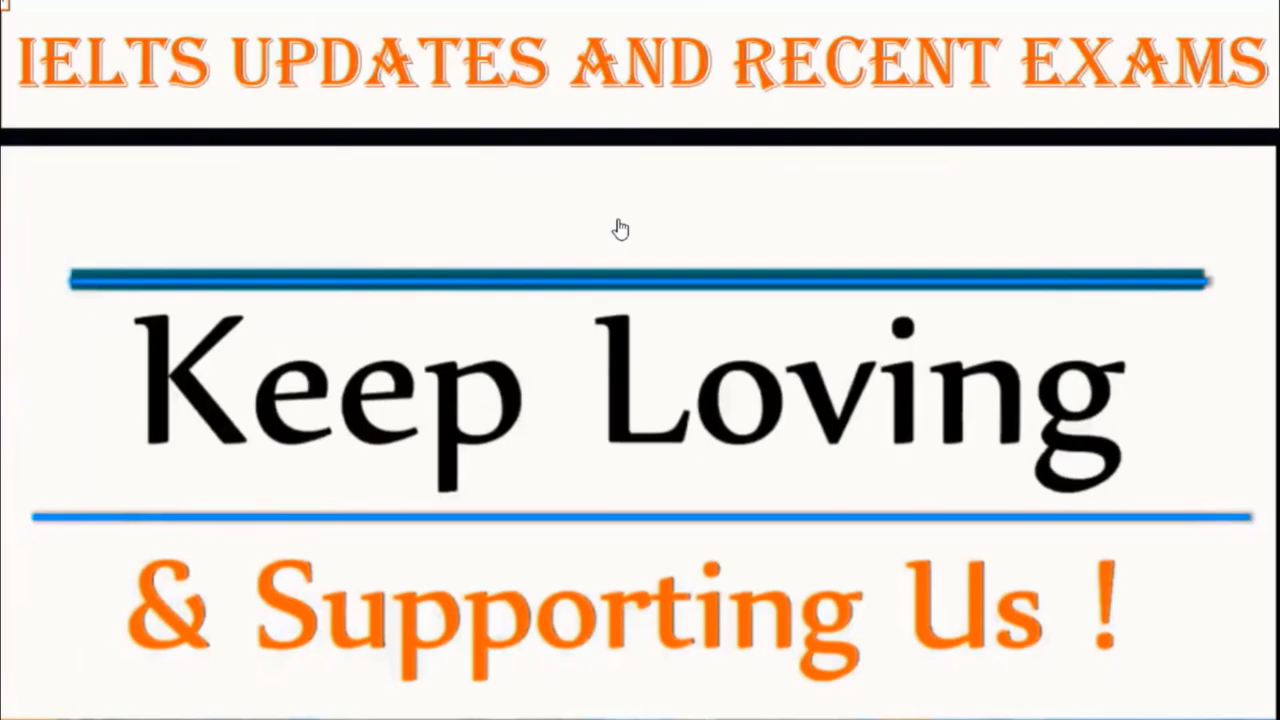 IELTS UPDATES AND RECENT EXAMS
Keep Loving
& Supporting Us !